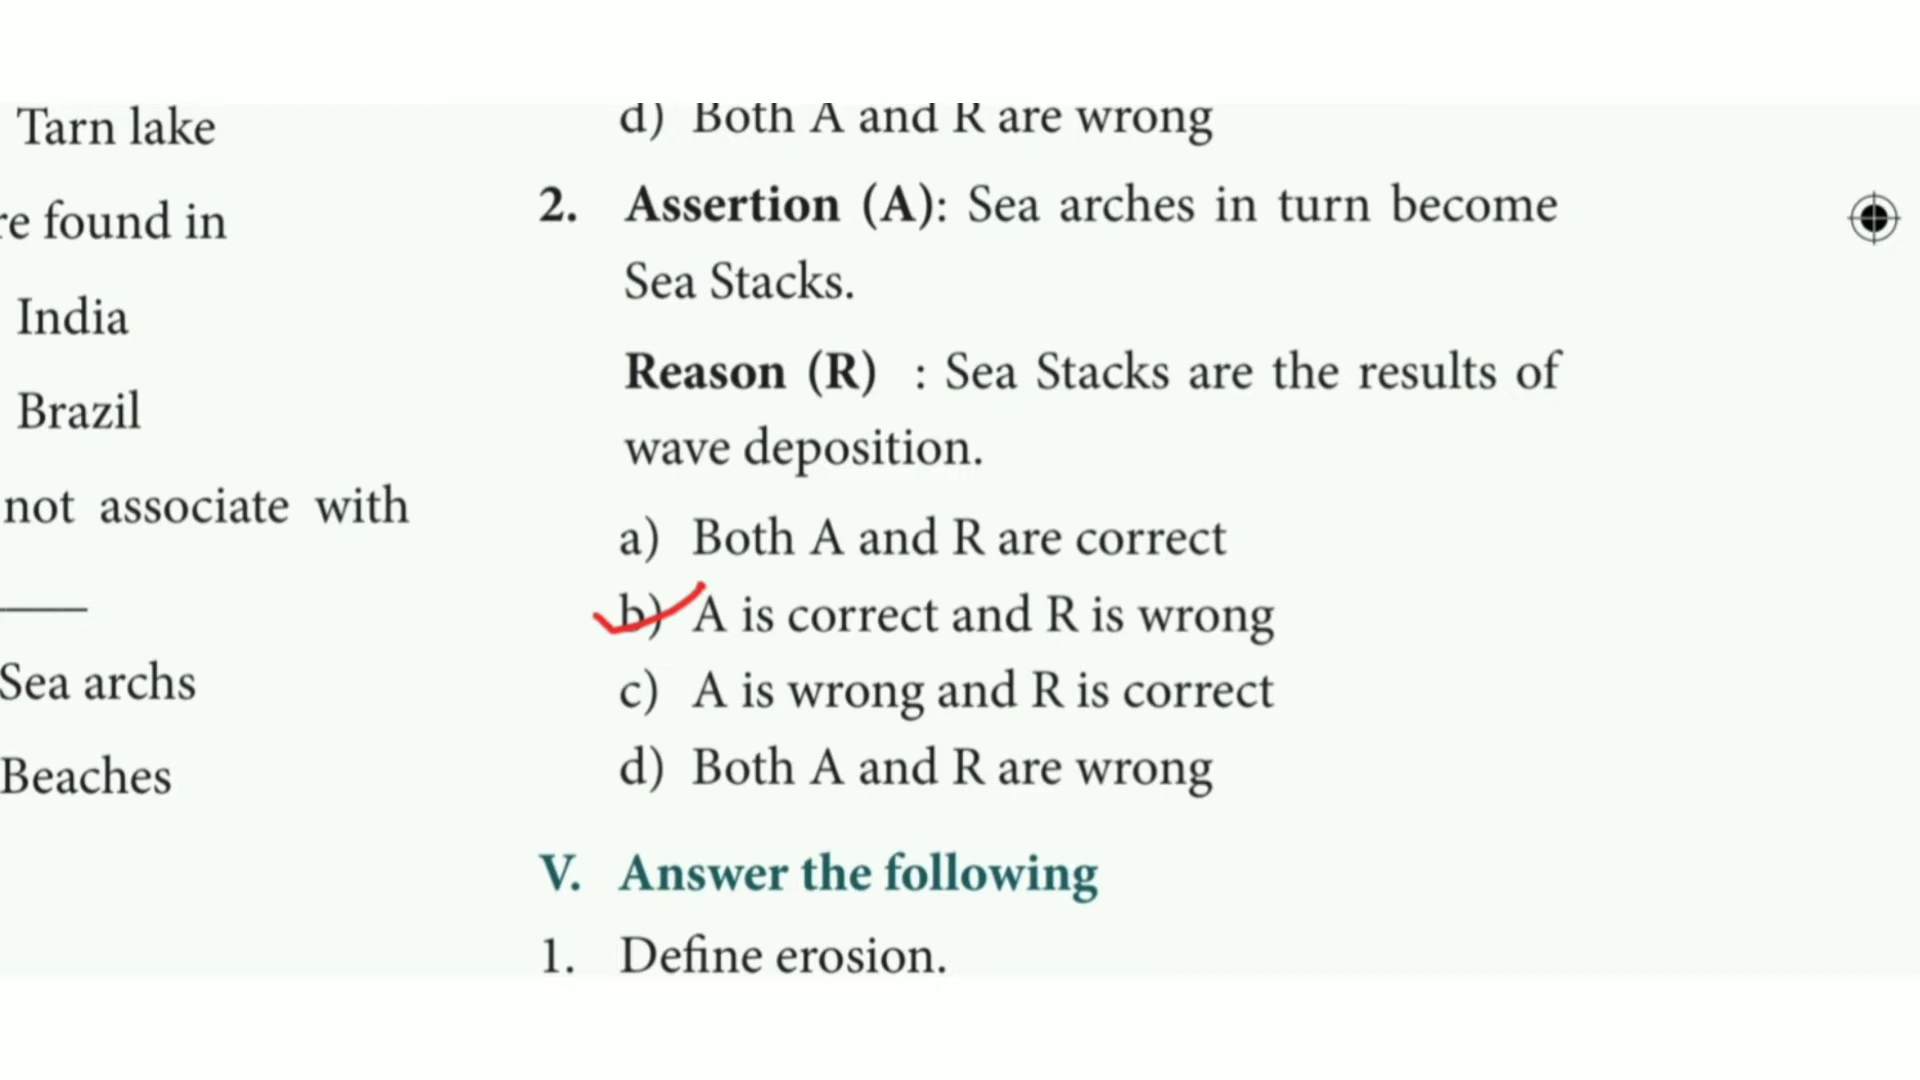 Tarn lake
re found in
India
Brazil
not associate with
Sea archs
Beaches
d) Both A and R are wrong
2. Assertion (A): Sea arches in turn become
Sea Stacks.
Reason (R) : Sea Stacks are the results of
wave deposition.
a) Both A and R are correct
b) A is correct and R is wrong
c) A is wrong and R is correct
d) Both A and R are wrong
V. Answer the following
1. Define erosion.